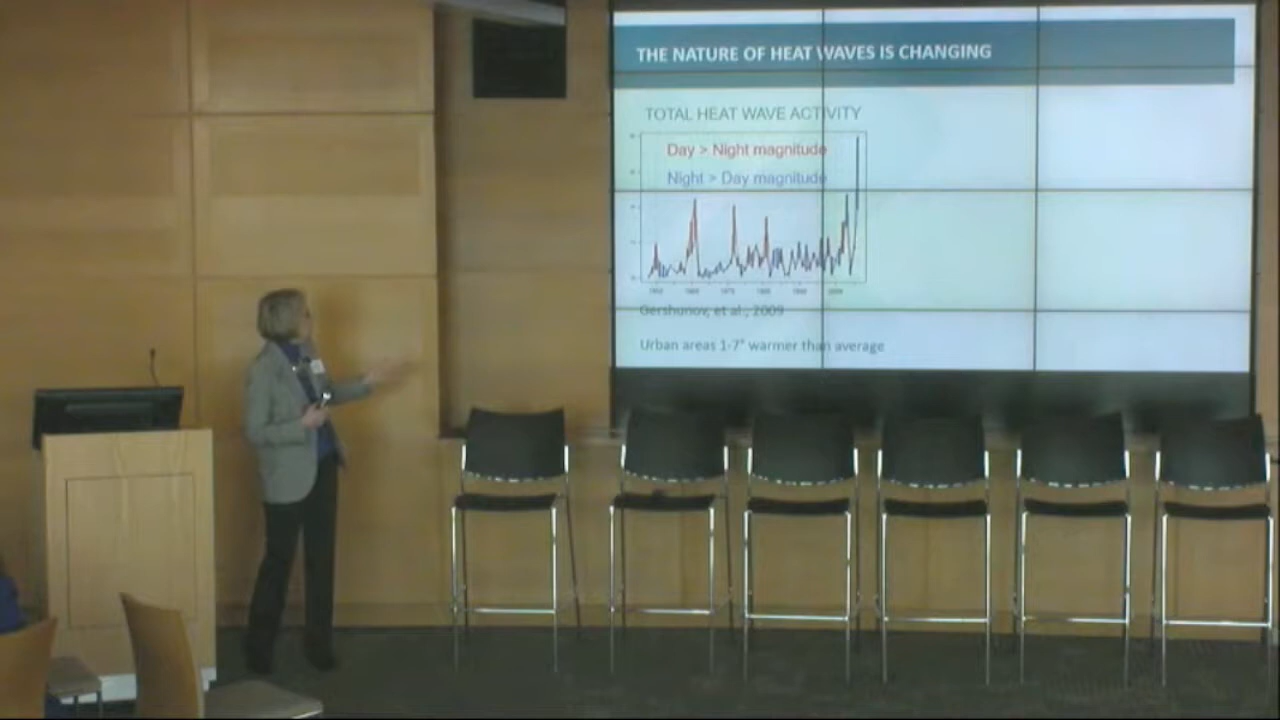 THE NATURE OF HEAT WAVES IS CHANGING
TOTAL HEAT WAVE ACTIVITY
Day > Night magnitude
Night > Day magnitude
Gershunov, et al., 2009
Urban areas 1-7° warmer than average